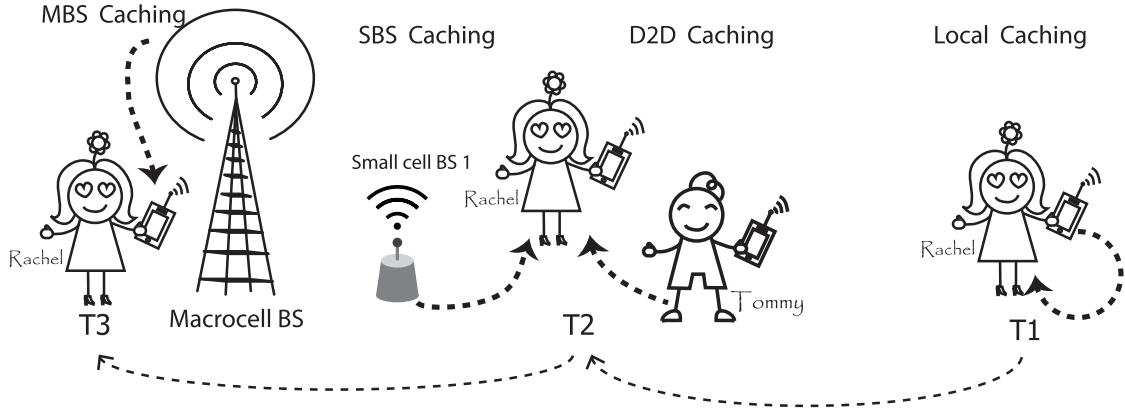 MBS Caching
SBS Caching
D2D Caching
Local Caching
Small cell BS 1
Rachel
Rachel
Rachel
Tommy
Macrocell BS
T3
T2
T1